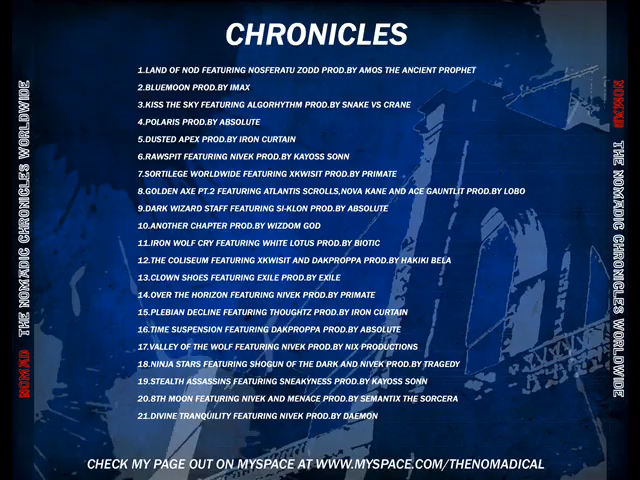 CHRONICLES
1.LAND OF NOD FEATURING NOSFERATU ZODD PROD.BY AMOS THE ANCIENT PROPHET
2.BLUEMOON PROD.BY IMAX
3.KISS THE SKY FEATURING ALGORHYTHM PROD.BY SNAKE VS CRANE
4.POLARIS PROD.BY ABSOLUTE
5.DUSTED APEX PROD.BY IRON CURTAIN
6.RAWSPIT FEATURING NIVEK PROD.BY KAYOSS SONN
7.SORTILEGE WORLDWIDE FEATURING XKWISIT PROD.BY PRIMATE
8.GOLDEN AXE PT.2 FEATURING ATLANTIS SCROLLS,NOVA KANE AND ACE GAUNTLIT PROD.BY LOBO
9.DARK WIZARD STAFF FEATURING SI-KLON PROD.BY ABSOLUTE
10.ANOTHER CHAPTER PROD.BY WIZDOM GOD
11.IRON WOLF CRY FEATURING WHITE LOTUS PROD.BY BIOTIC
12.THE COLISEUM FEATURING XKWISIT AND DAKPROPPA PROD.BY HAKIKI BELA
13.CLOWN SHOES FEATURING EXILE PROD.BY EXILE
14.OVER THE HORIZON FEATURING NIVEK PROD.BY PRIMATE
15.PLEBIAN DECLINE FEATURING THOUGHTZ PROD.BY IRON CURTAIN
16.TIME SUSPENSION FEATURING DAKPROPPA PROD.BY ABSOLUTE
17.VALLEY OF THE WOLF FEATURING NIVEK PROD.BY NIX PRODUCTIONS
18.NINJA STARS FEATURING SHOGUN OF THE DARK AND NIVEK PROD.BY TRAGEDY
19.STEALTH ASSASSINS FEATURING SNEAKYNESS PROD.BY KAYOSS SONN
20.8TH MOON FEATURING NIVEK AND MENACE PROD.BY SEMANTIX THE SORCERA
21.DIVINE TRANQUILITY FEATURING NIVEK PROD.BY DAEMON
CHECK MY PAGE OUT ON MYSPACE AT WWW.MYSPACE.COM/THENOMADICAL
NOMAD THE NOMADIC CHRONICLES WORLDWIDE
NOMAD THE NOMADIC CHRONICLES WORLDWIDE